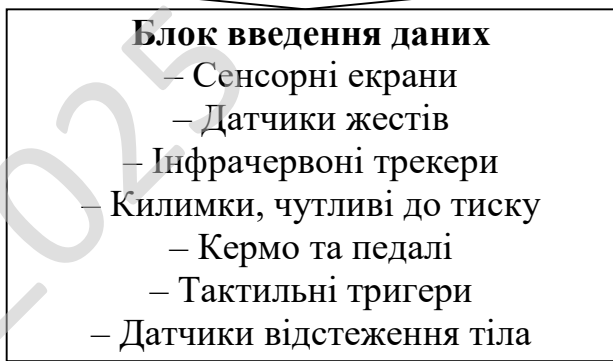 Блок введення даних
– Сенсорні екрани
– Датчики жестів
– Інфрачервоні трекери
– Килимки, чутливі до тиску
– Кермо та педалі
– Тактильні тригери
– Датчики відстеження тіла
2025